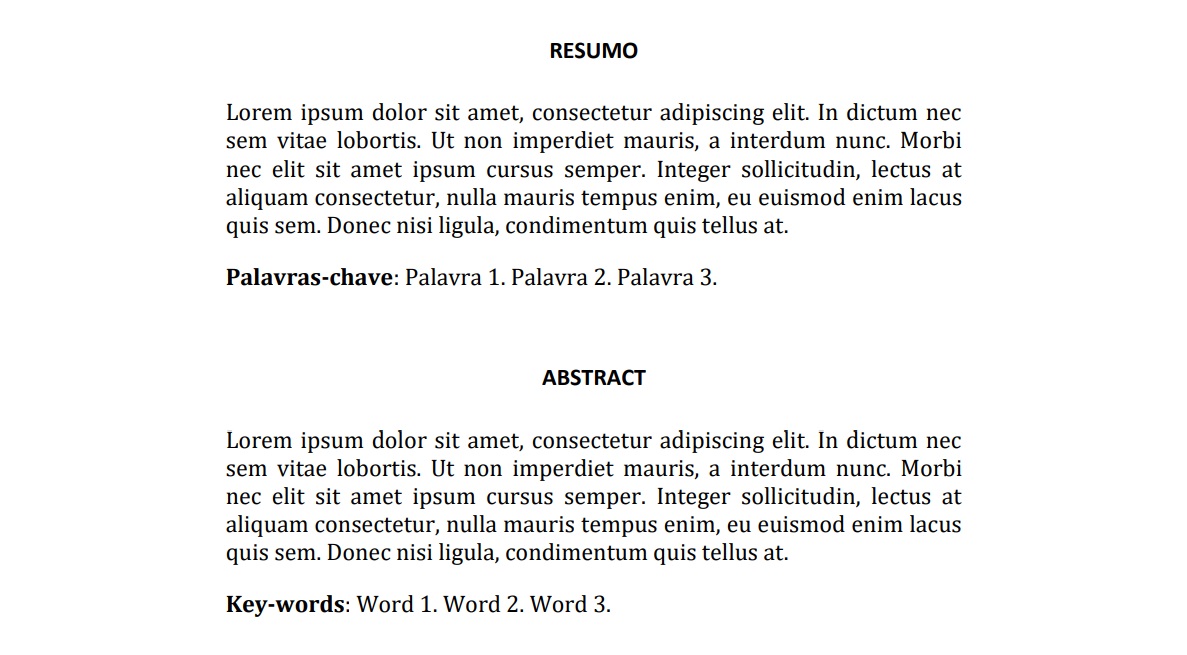 RESUMO
Lorem ipsum dolor sit amet, consectetur adipiscing elit. In dictum nec
sem vitae lobortis. Ut non imperdiet mauris, a interdum nunc. Morbi
nec elit sit amet ipsum cursus semper. Integer sollicitudin, lectus at
aliquam consectetur, nulla mauris tempus enim, eu euismod enim lacus
quis sem. Donec nisi ligula, condimentum quis tellus at.
Palavras-chave: Palavra 1. Palavra 2. Palavra 3.
ABSTRACT
Lorem ipsum dolor sit amet, consectetur adipiscing elit. In dictum nec
sem vitae lobortis. Ut non imperdiet mauris, a interdum nunc. Morbi
nec elit sit amet ipsum cursus semper. Integer sollicitudin, lectus at
aliquam consectetur, nulla mauris tempus enim, eu euismod enim lacus
quis sem. Donec nisi ligula, condimentum quis tellus at.
Key-words: Word 1. Word 2. Word 3.